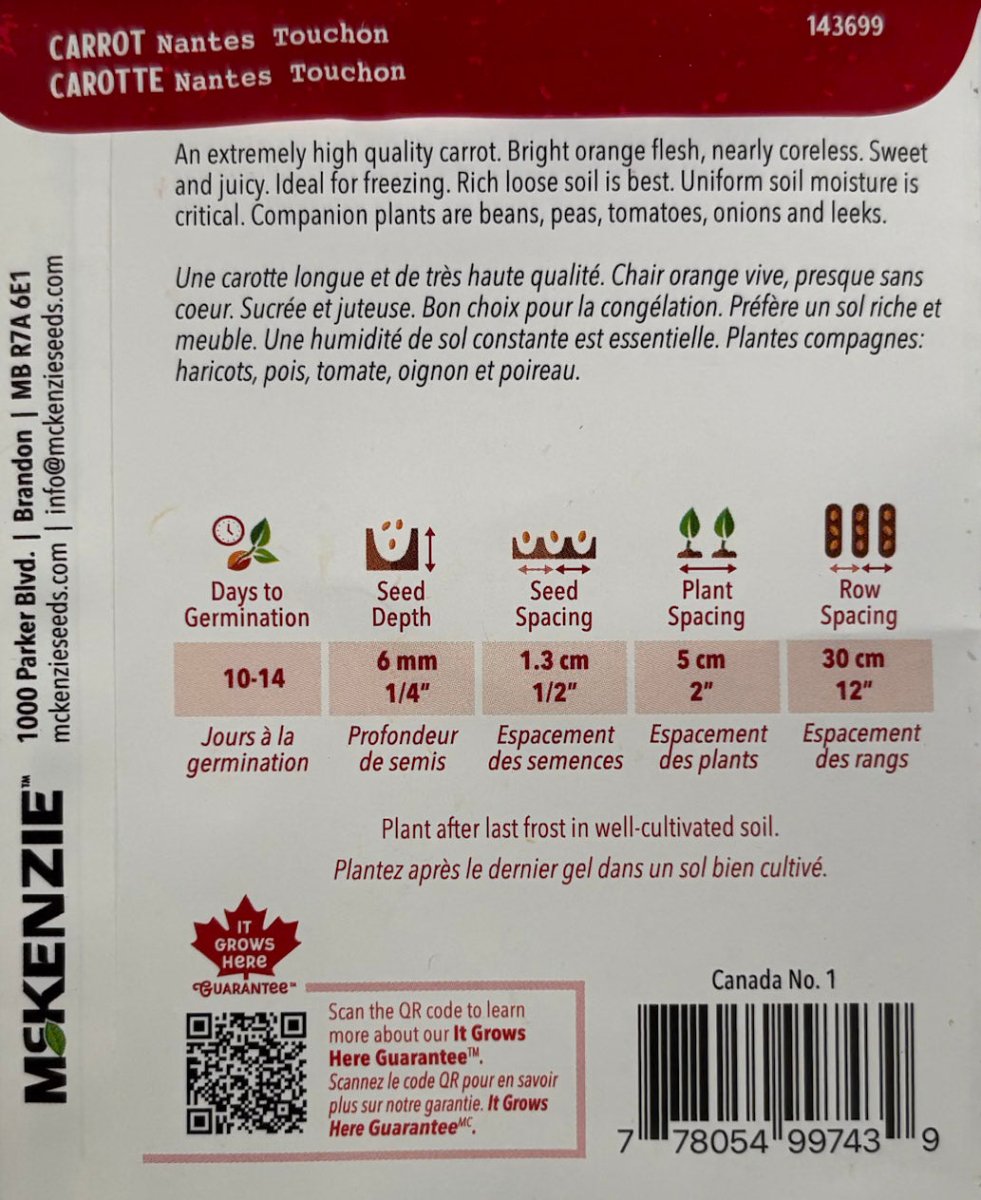 CARROT Nantes Touchon
CAROTTE Nantes Touchon
143699
An extremely high quality carrot. Bright orange flesh, nearly coreless. Sweet
and juicy. Ideal for freezing. Rich loose soil is best. Uniform soil moisture is
critical. Companion plants are beans, peas, tomatoes, onions and leeks.
Une carotte longue et de très haute qualité. Chair orange vive, presque sans
coeur. Sucrée et juteuse. Bon choix pour la congélation. Préfère un sol riche et
meuble. Une humidité de sol constante est essentielle. Plantes compagnes:
haricots, pois, tomate, oignon et poireau.
Days to
Germination
10-14
Jours à la
germination
Seed
Depth
6 mm
1/4"
Profondeur
de semis
Seed
Spacing
1.3 cm
1/2"
Espacement
des semences
Plant
Spacing
5 cm
2"
Espacement
des plants
Row
Spacing
30 cm
12"
Espacement
des rangs
Plant after last frost in well-cultivated soil.
Plantez après le dernier gel dans un sol bien cultivé.
IT
GROWS
HERE
GUARANTEE™
Scan the QR code to learn
more about our It Grows
Here Guarantee™.
Scannez le code QR pour en savoir
plus sur notre garantie. It Grows
Here Guaranteeᴹᶜ.
Canada No. 1
7 78054 99743 9
McKENZIE™
1000 Parker Blvd. | Brandon | MB R7A 6E1
mckenzieseeds.com | info@mckenzieseeds.com